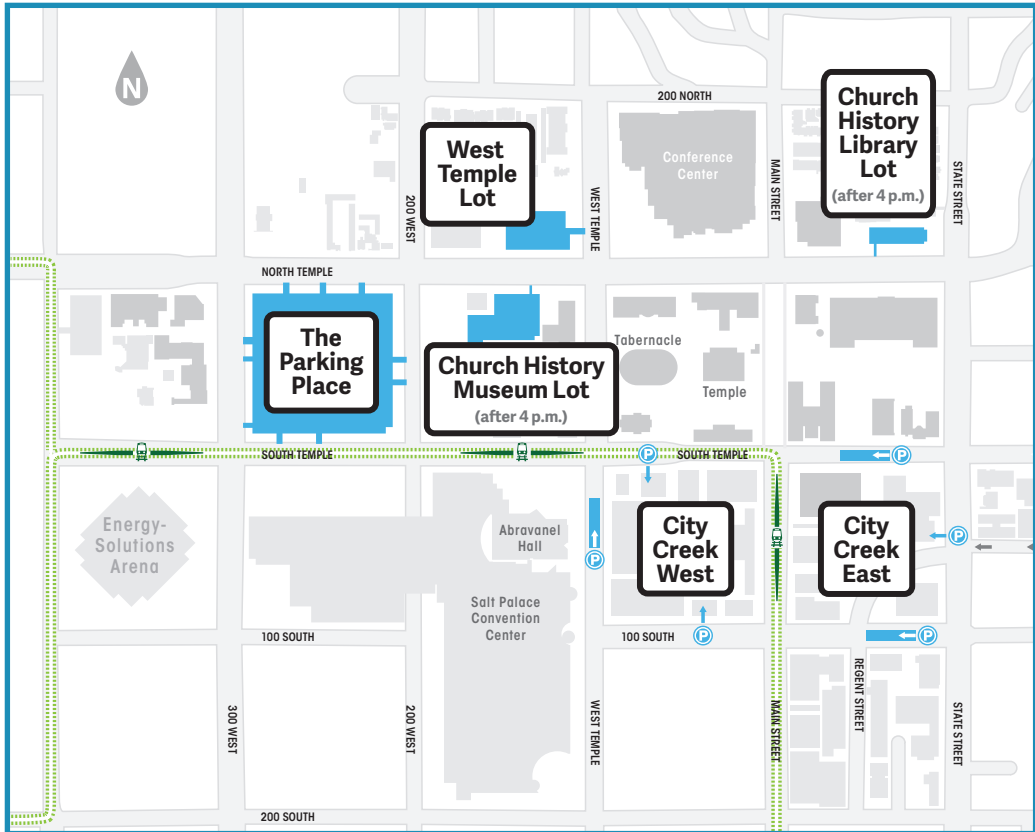 N
200 NORTH
Church
History
Library
Lot
(after 4 p.m.)
West
Temple
Lot
Conference
Center
200 WEST
WEST TEMPLE
MAIN STREET
STATE STREET
NORTH TEMPLE
The
Parking
Place
Church History
Museum Lot
(after 4 p.m.)
Tabernacle
Temple
SOUTH TEMPLE
P
SOUTH TEMPLE
P
Energy-
Solutions
Arena
Abravanel
Hall
P
City
Creek
West
City
Creek
East
P
Salt Palace
Convention
Center
100 SOUTH
100 SOUTH
P
P
300 WEST
200 WEST
WEST TEMPLE
MAIN STREET
REGENT STREET
STATE STREET
200 SOUTH